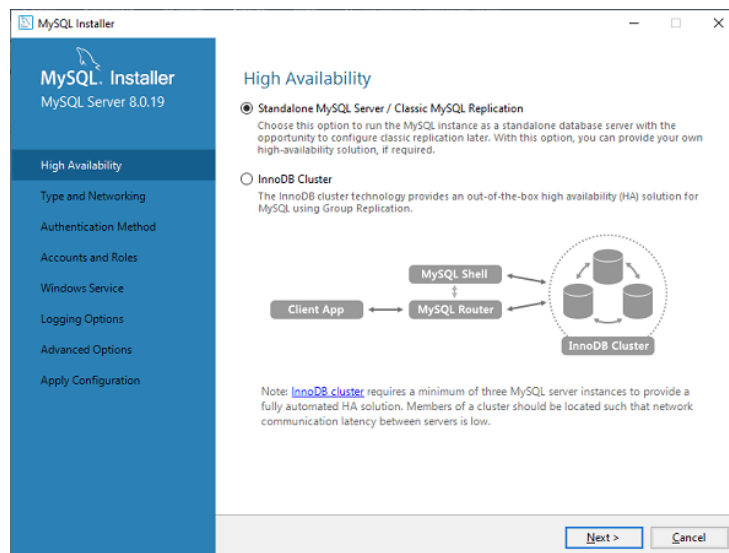 MySQL Installer
MySQL. Installer
MySQL Server 8.0.19
High Availability
Type and Networking
Authentication Method
Accounts and Roles
Windows Service
Logging Options
Advanced Options
Apply Configuration
High Availability
Standalone MySQL Server / Classic MySQL Replication
Choose this option to run the MySQL instance as a standalone database server with the
opportunity to configure classic replication later. With this option, you can provide your own
high-availability solution, if required.
InnoDB Cluster
The InnoDB cluster technology provides an out-of-the-box high availability (HA) solution for
MySQL using Group Replication.
MySQL Shell
Client App
MySQL Router
InnoDB Cluster
Note: InnoDB cluster requires a minimum of three MySQL server instances to provide a
fully automated HA solution. Members of a cluster should be located such that network
communication latency between servers is low.
Next >
Cancel